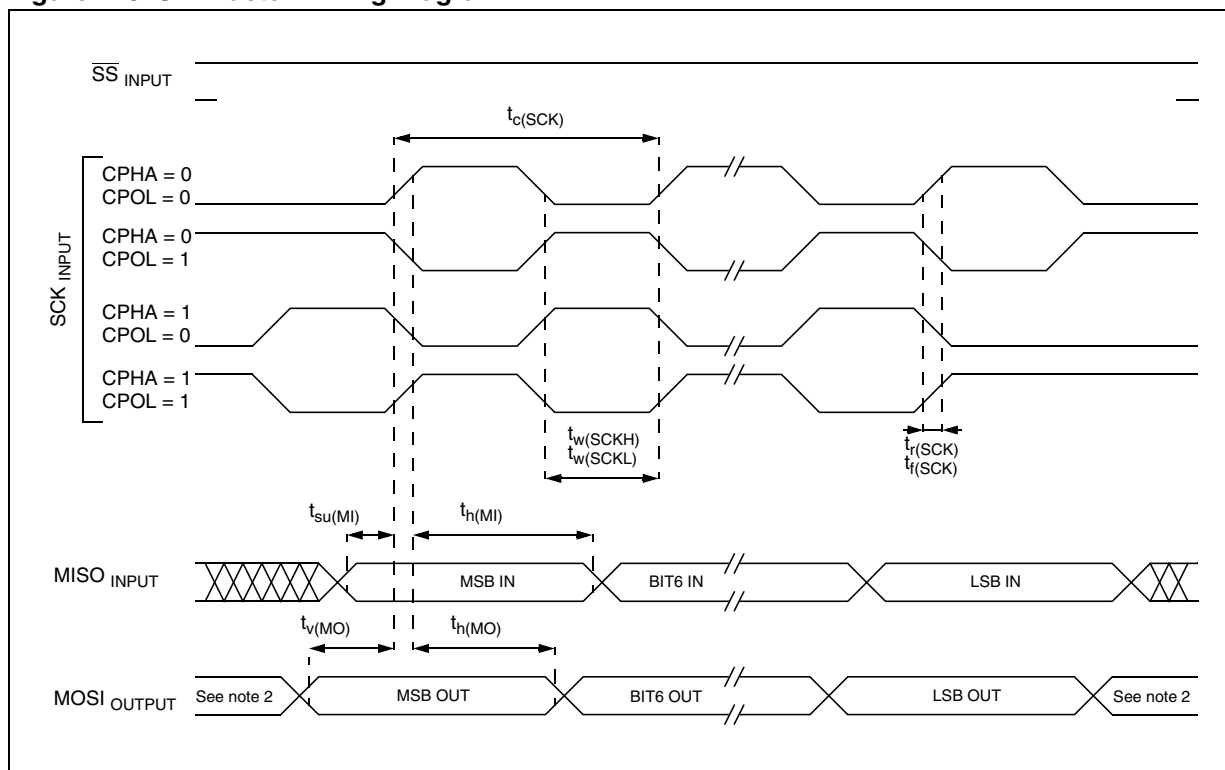 SS INPUT
tc(SCK)
SCK INPUT
CPHA = 0
CPOL = 0
CPHA = 0
CPOL = 1
CPHA = 1
CPOL = 0
CPHA = 1
CPOL = 1
tw(SCKH)
tw(SCKL)
tr(SCK)
tf(SCK)
tsu(MI)
th(MI)
MISO INPUT
MSB IN
BIT6 IN
LSB IN
tv(MO)
th(MO)
MOSI OUTPUT
See note 2
MSB OUT
BIT6 OUT
LSB OUT
See note 2